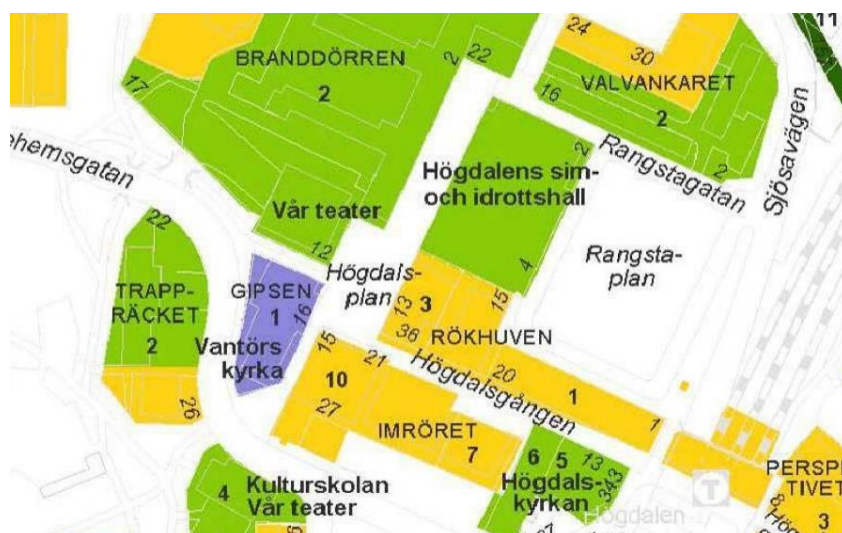 11
24
30
22
2
BRANDDÖRREN
2
17
16
VALVANKARET
2
2
Rangstagatan
Sjösavägen
ehemsgatan
Högdalens sim-
och idrottshall
2
4
Vår teater
12
22
Rangsta-
plan
Högdals-
plan
TRAPP-
RÄCKET
2
26
GIPSEN
1
16
Vantörs
kyrka
13
3
15
36
RÖKHUVEN
15
21
10
27
Högdalsgången
20
1
1
IMRÖRET
7
6
5
13
343
Högdals-
kyrkan
4
Kulturskolan
Vår teater
T
Högdalen
PERSPE
TIVET
8
3